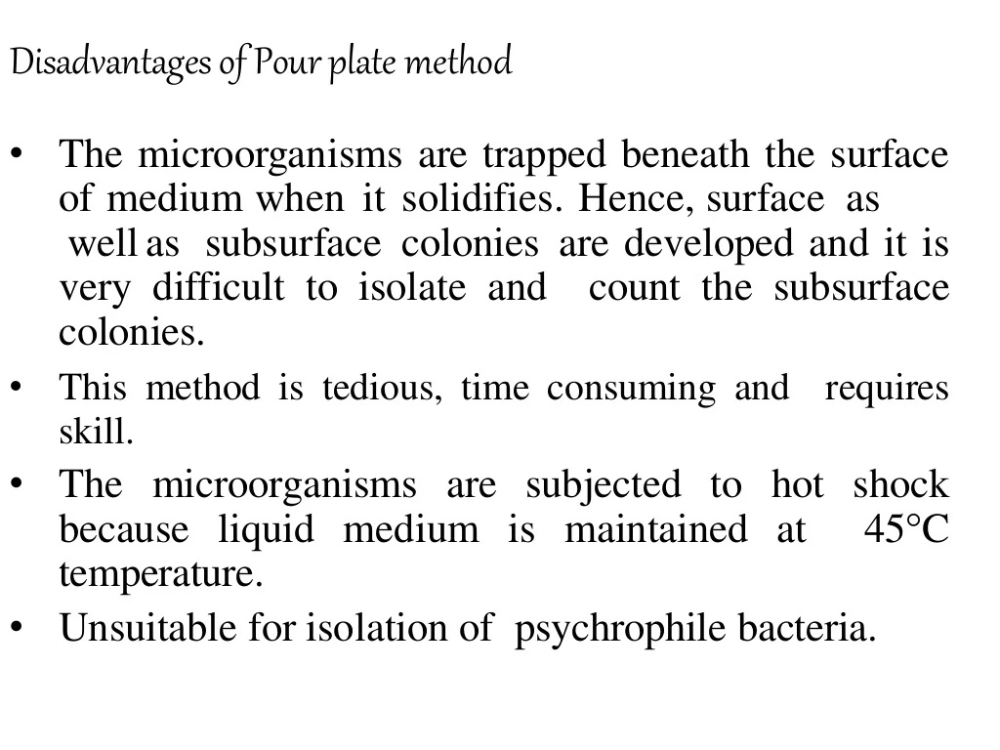 Disadvantages of Pour plate method
• The microorganisms are trapped beneath the surface
of medium when it solidifies. Hence, surface as
well as subsurface colonies are developed and it is
very difficult to isolate and count the subsurface
colonies.
• This method is tedious, time consuming and requires
skill.
• The microorganisms are subjected to hot shock
because liquid medium is maintained at 45°C
temperature.
• Unsuitable for isolation of psychrophile bacteria.